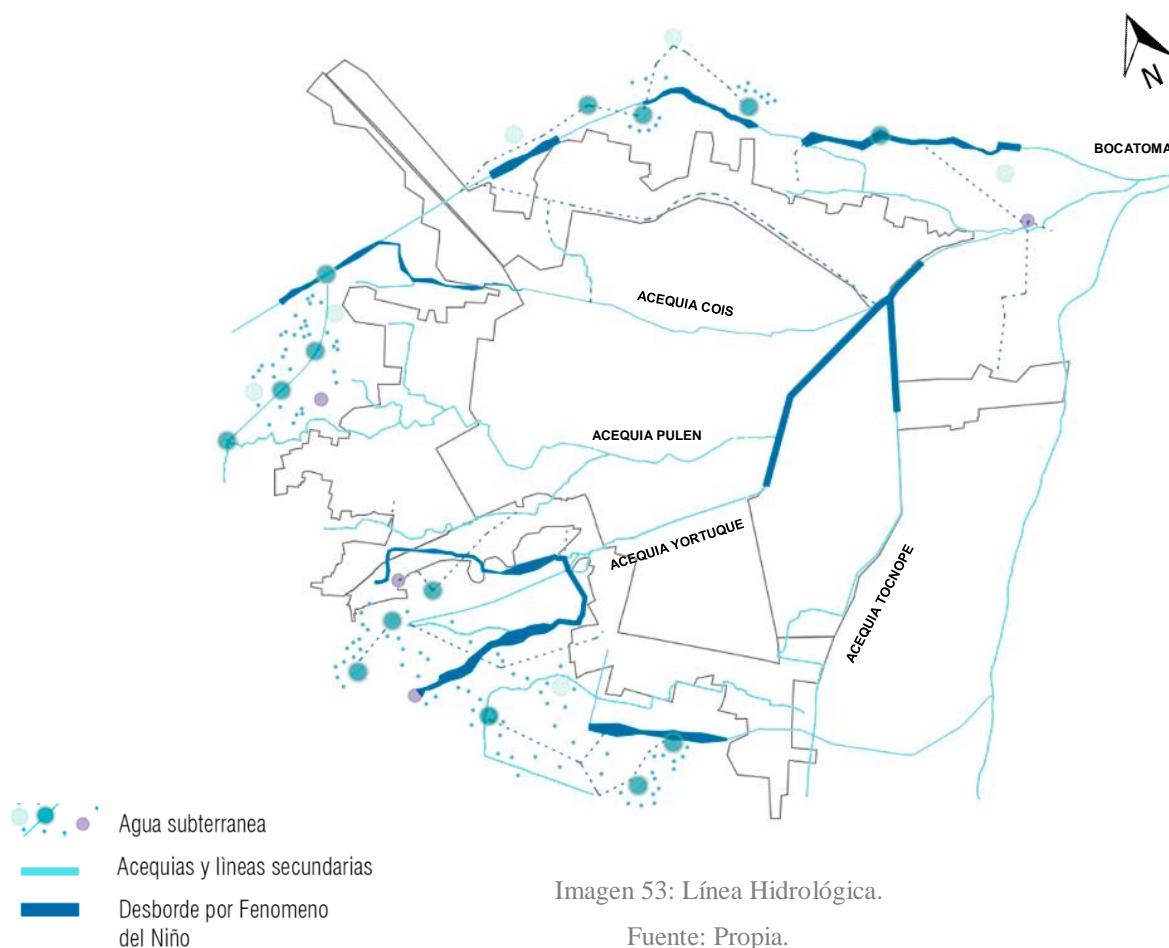 N
BOCATOMA
ACEQUIA COIS
ACEQUIA PULEN
ACEQUIA YORTUQUE
ACEQUIA TOCNOPE
Agua subterranea
Acequias y lìneas secundarias
Desborde por Fenomeno
del Niño
Imagen 53: Línea Hidrológica.
Fuente: Propia.